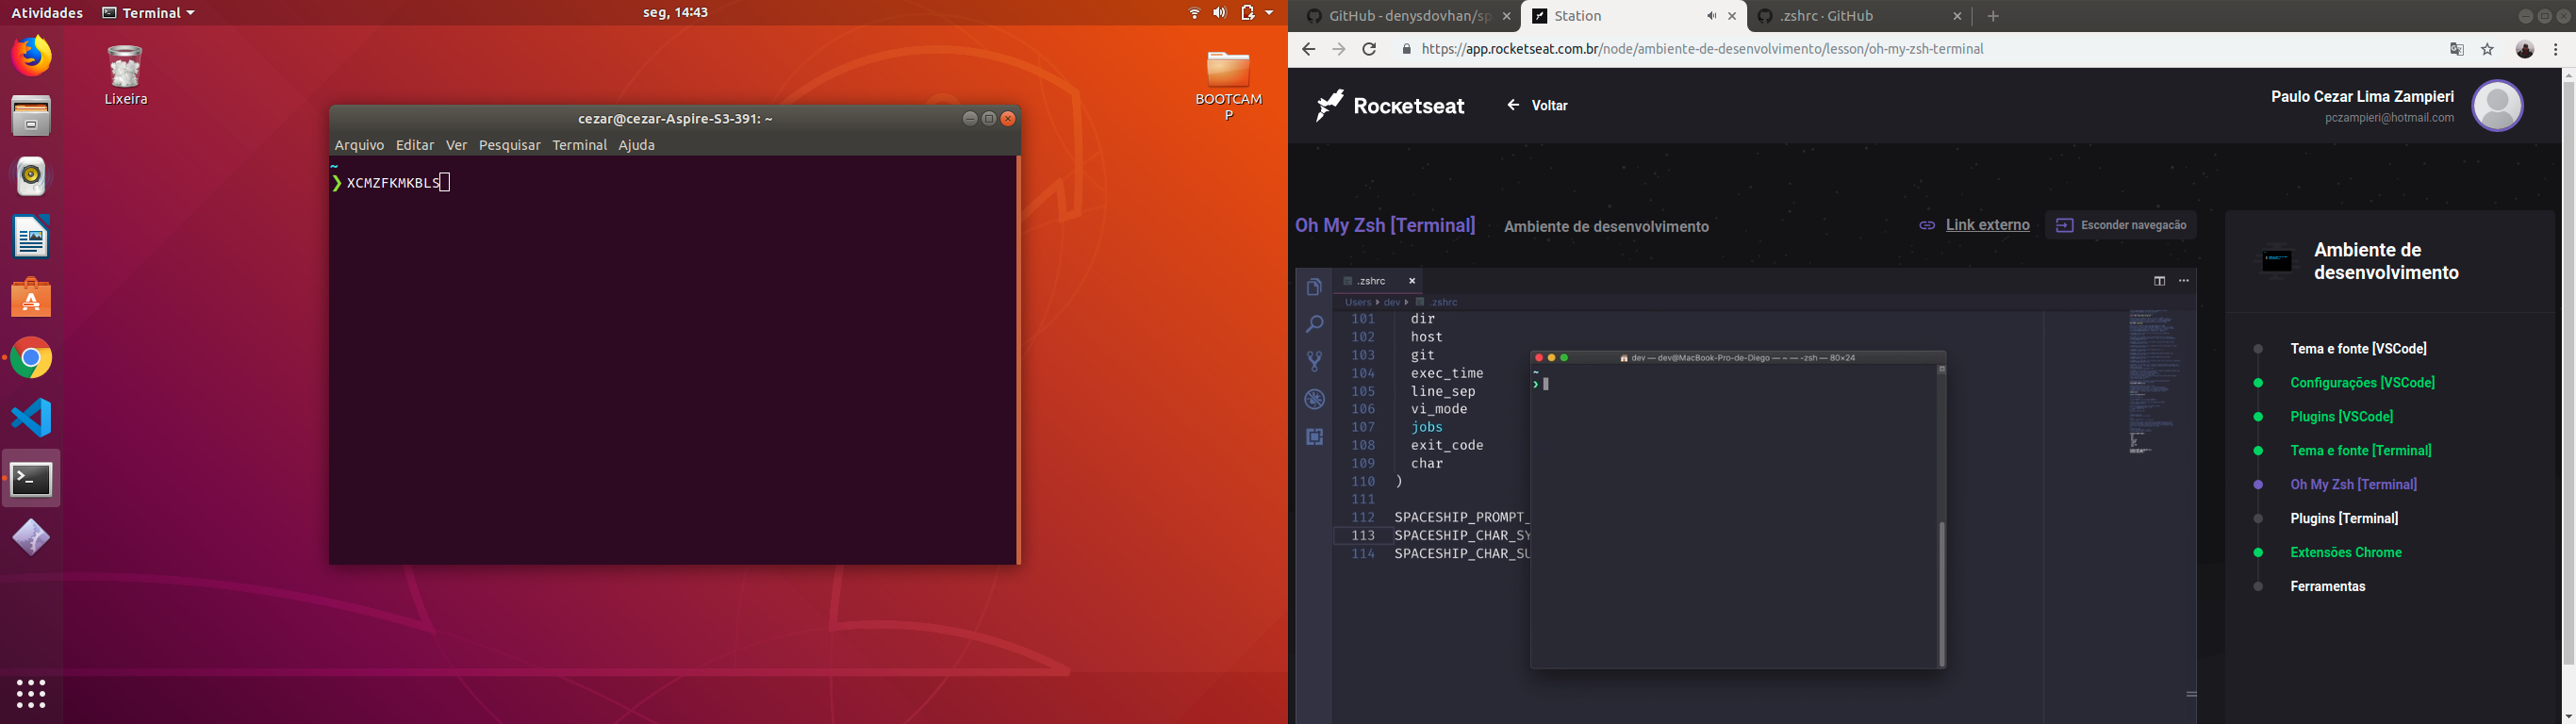 Atividades
Terminal
seg, 14:43
Lixeira
BOOTCAM
P
cezar@cezar-Aspire-S3-391: ~
Arquivo Editar Ver Pesquisar Terminal Ajuda
~
❯ XCMZFKMKBLS
GitHub - denysdovhan/sp
Station
.zshrc · GitHub
https://app.rocketseat.com.br/node/ambiente-de-desenvolvimento/lesson/oh-my-zsh-terminal
Rocketseat
Voltar
Paulo Cezar Lima Zampieri
pczampieri@hotmail.com
Oh My Zsh [Terminal]
Ambiente de desenvolvimento
Link externo
Esconder navegacão
.zshrc
Users dev .zshrc
101 dir
102 host
103 git
104 exec_time
105 line_sep
106 vi_mode
107 jobs
108 exit_code
109 char
110 )
111
112 SPACESHIP_PROMPT_
113 SPACESHIP_CHAR_SY
114 SPACESHIP_CHAR_SU
dev — dev@MacBook-Pro-de-Diego — ~ — -zsh — 80×24
~
❯
Ambiente de
desenvolvimento
Tema e fonte [VSCode]
Configurações [VSCode]
Plugins [VSCode]
Tema e fonte [Terminal]
Oh My Zsh [Terminal]
Plugins [Terminal]
Extensões Chrome
Ferramentas